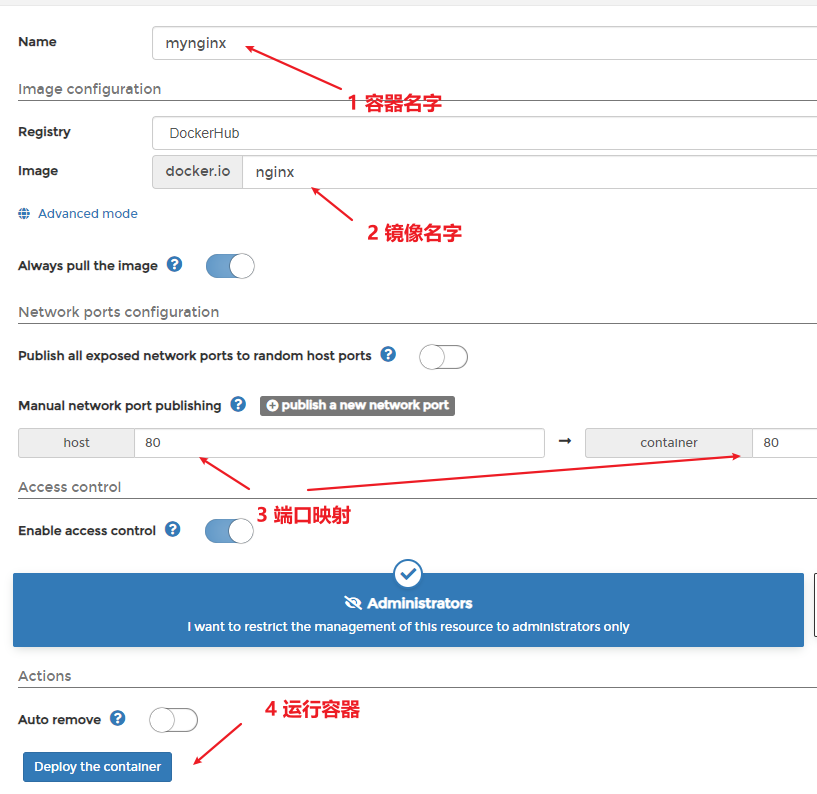 Name mynginx
1 容器名字
Image configuration
Registry DockerHub
Image docker.io nginx
2 镜像名字
Advanced mode
Always pull the image ?
Network ports configuration
Publish all exposed network ports to random host ports ?
Manual network port publishing ? publish a new network port
host 80 → container 80
Access control
3 端口映射
Enable access control ?
Administrators
I want to restrict the management of this resource to administrators only
Actions
4 运行容器
Auto remove ?
Deploy the container